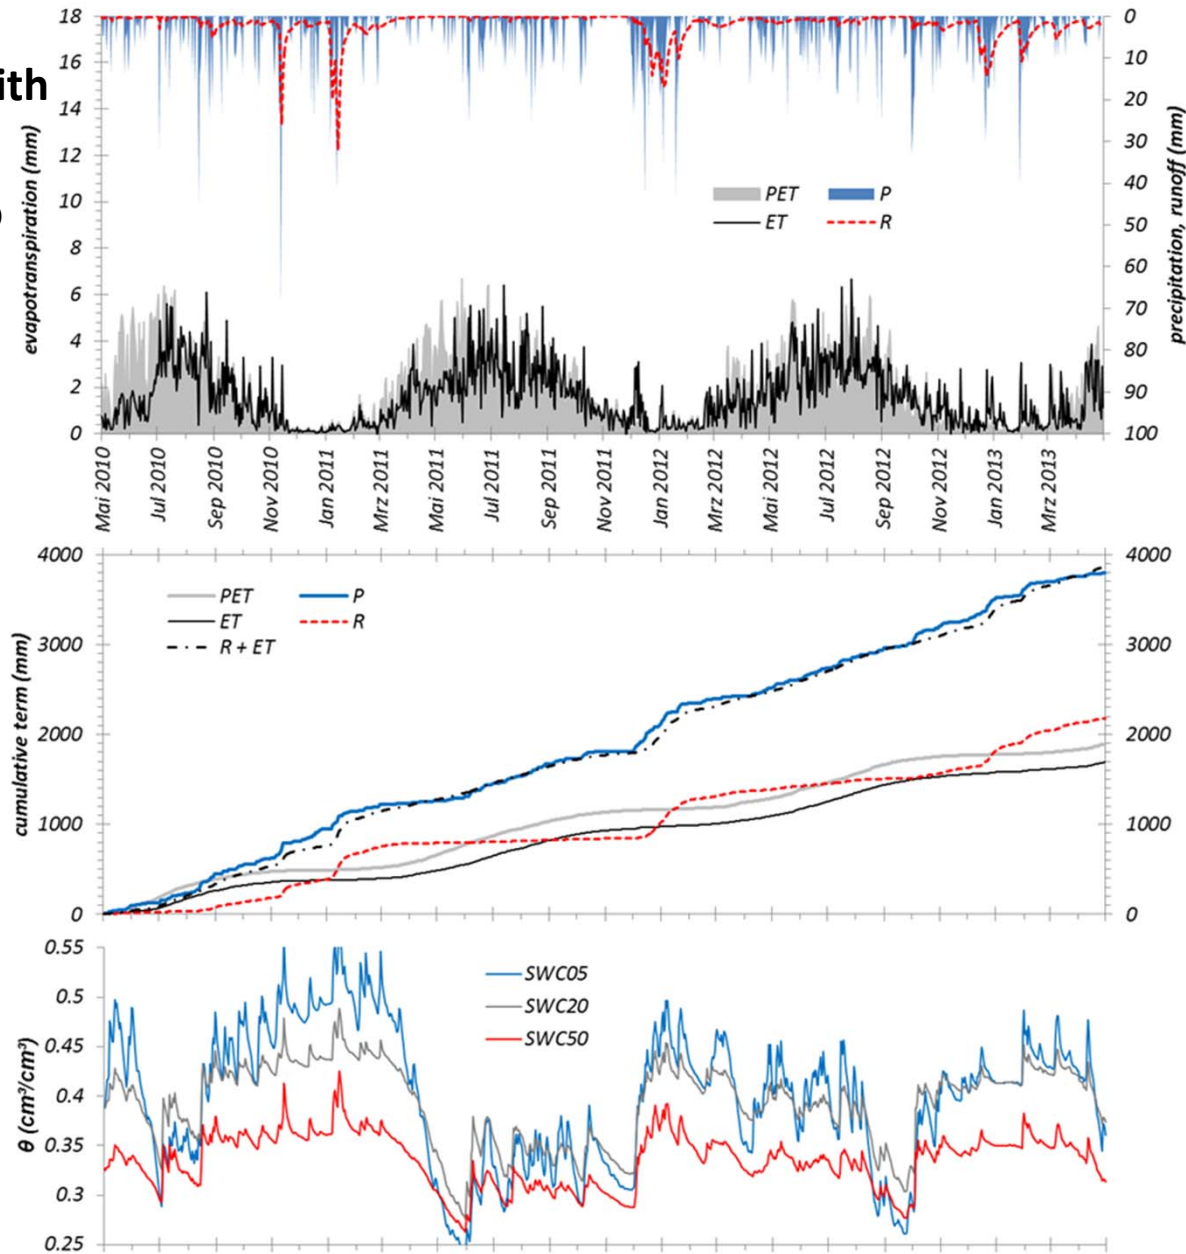 18
16
14
12
10
8
6
4
2
0
ith
evapotranspiration (mm)
0
10
20
30
40
50
60
70
80
90
100
precipitation, runoff (mm)
PET P
ET R
Mai 2010
Jul 2010
Sep 2010
Nov 2010
Jan 2011
Mrz 2011
Mai 2011
Jul 2011
Sep 2011
Nov 2011
Jan 2012
Mrz 2012
Mai 2012
Jul 2012
Sep 2012
Nov 2012
Jan 2013
Mrz 2013
4000
3000
2000
1000
0
cumulative term (mm)
PET P
ET R
R + ET
4000
3000
2000
1000
0
0.55
0.5
0.45
0.4
0.35
0.3
0.25
θ (cm³/cm³)
SWC05
SWC20
SWC50